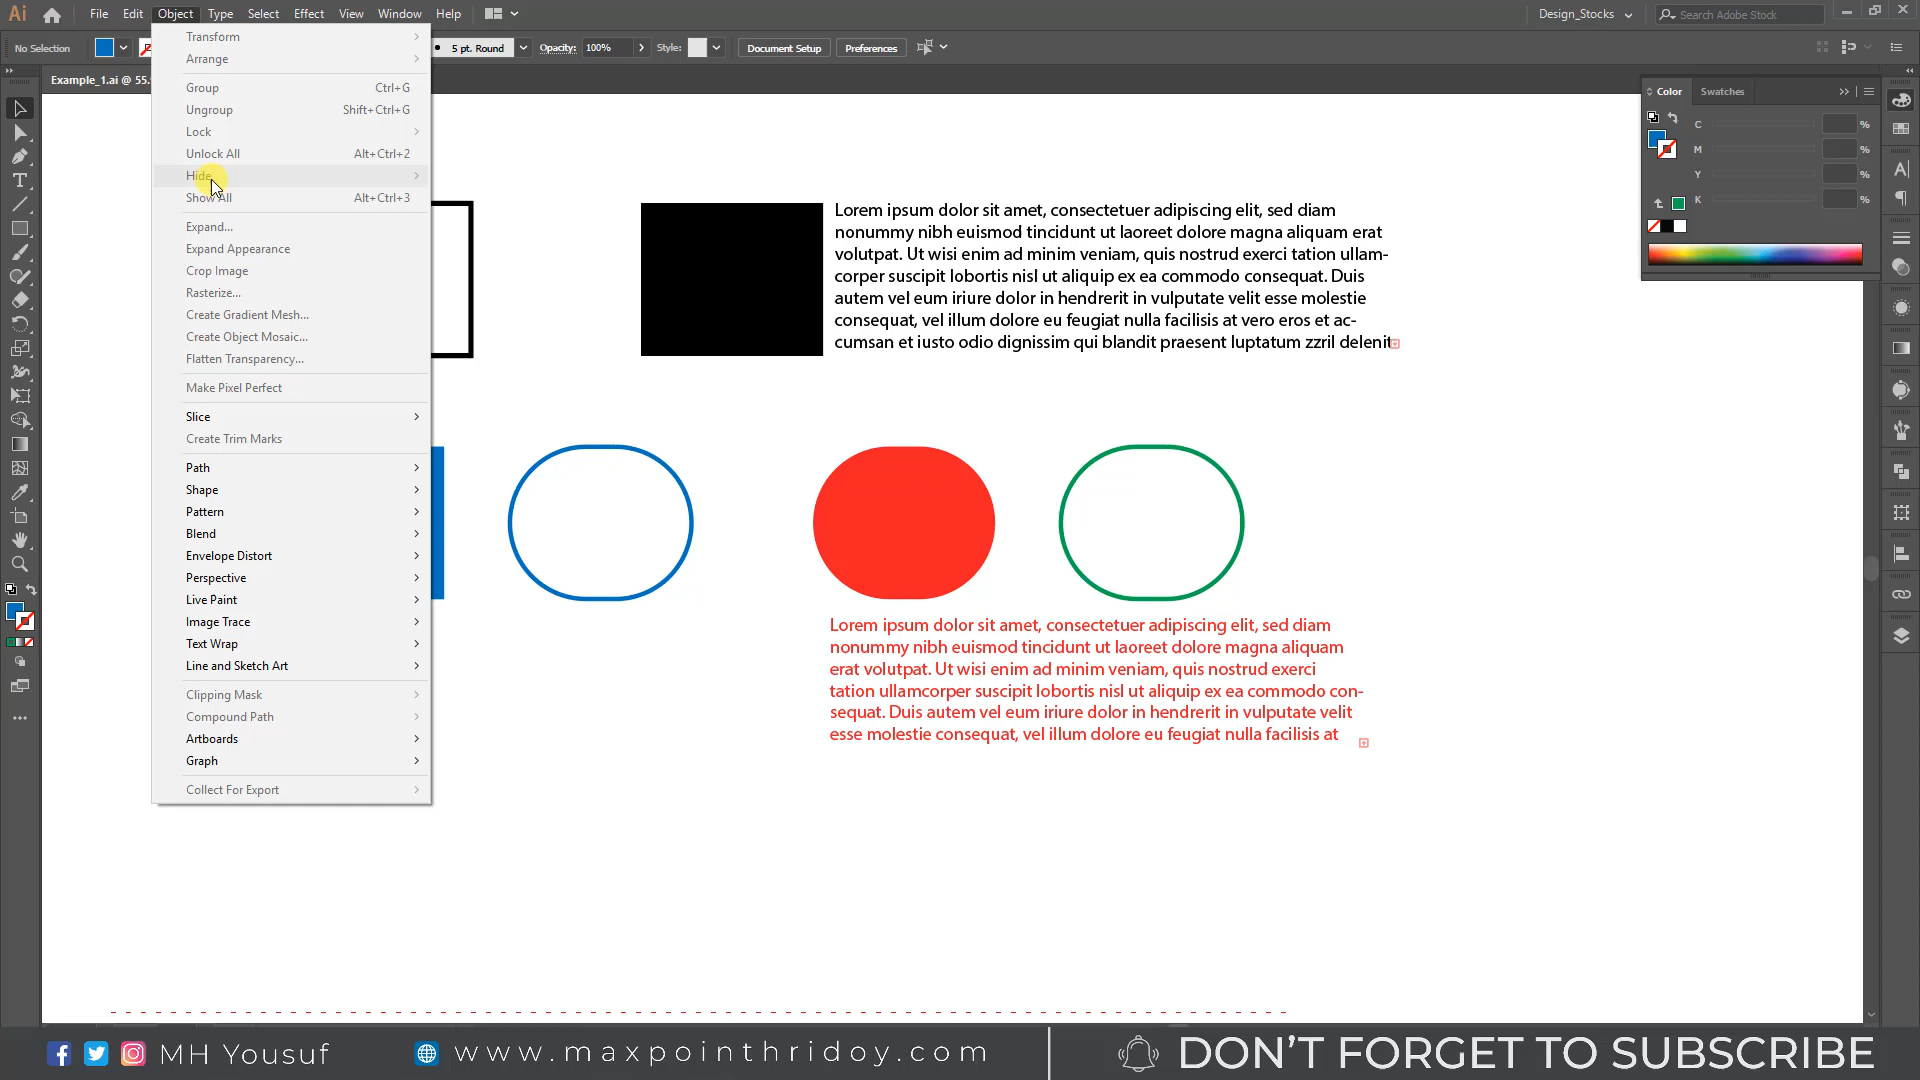 Ai File Edit Object Type Select Effect View Window Help Design_Stocks Search Adobe Stock
No Selection 5 pt. Round Opacity: 100% Style: Document Setup Preferences
Example_1.ai @ 55.
Transform
Arrange
Group Ctrl+G
Ungroup Shift+Ctrl+G
Lock
Unlock All Alt+Ctrl+2
Hide
Show All Alt+Ctrl+3
Expand...
Expand Appearance
Crop Image
Rasterize...
Create Gradient Mesh...
Create Object Mosaic...
Flatten Transparency...
Make Pixel Perfect
Slice
Create Trim Marks
Path
Shape
Pattern
Blend
Envelope Distort
Perspective
Live Paint
Image Trace
Text Wrap
Line and Sketch Art
Clipping Mask
Compound Path
Artboards
Graph
Collect For Export
Lorem ipsum dolor sit amet, consectetuer adipiscing elit, sed diam
nonummy nibh euismod tincidunt ut laoreet dolore magna aliquam erat
volutpat. Ut wisi enim ad minim veniam, quis nostrud exerci tation ullam-
corper suscipit lobortis nisl ut aliquip ex ea commodo consequat. Duis
autem vel eum iriure dolor in hendrerit in vulputate velit esse molestie
consequat, vel illum dolore eu feugiat nulla facilisis at vero eros et ac-
cumsan et iusto odio dignissim qui blandit praesent luptatum zzril delenit
Lorem ipsum dolor sit amet, consectetuer adipiscing elit, sed diam
nonummy nibh euismod tincidunt ut laoreet dolore magna aliquam
erat volutpat. Ut wisi enim ad minim veniam, quis nostrud exerci
tation ullamcorper suscipit lobortis nisl ut aliquip ex ea commodo con-
sequat. Duis autem vel eum iriure dolor in hendrerit in vulputate velit
esse molestie consequat, vel illum dolore eu feugiat nulla facilisis at
Color Swatches
C %
M %
Y %
K %
MH Yousuf www.maxpointhridoy.com DON'T FORGET TO SUBSCRIBE